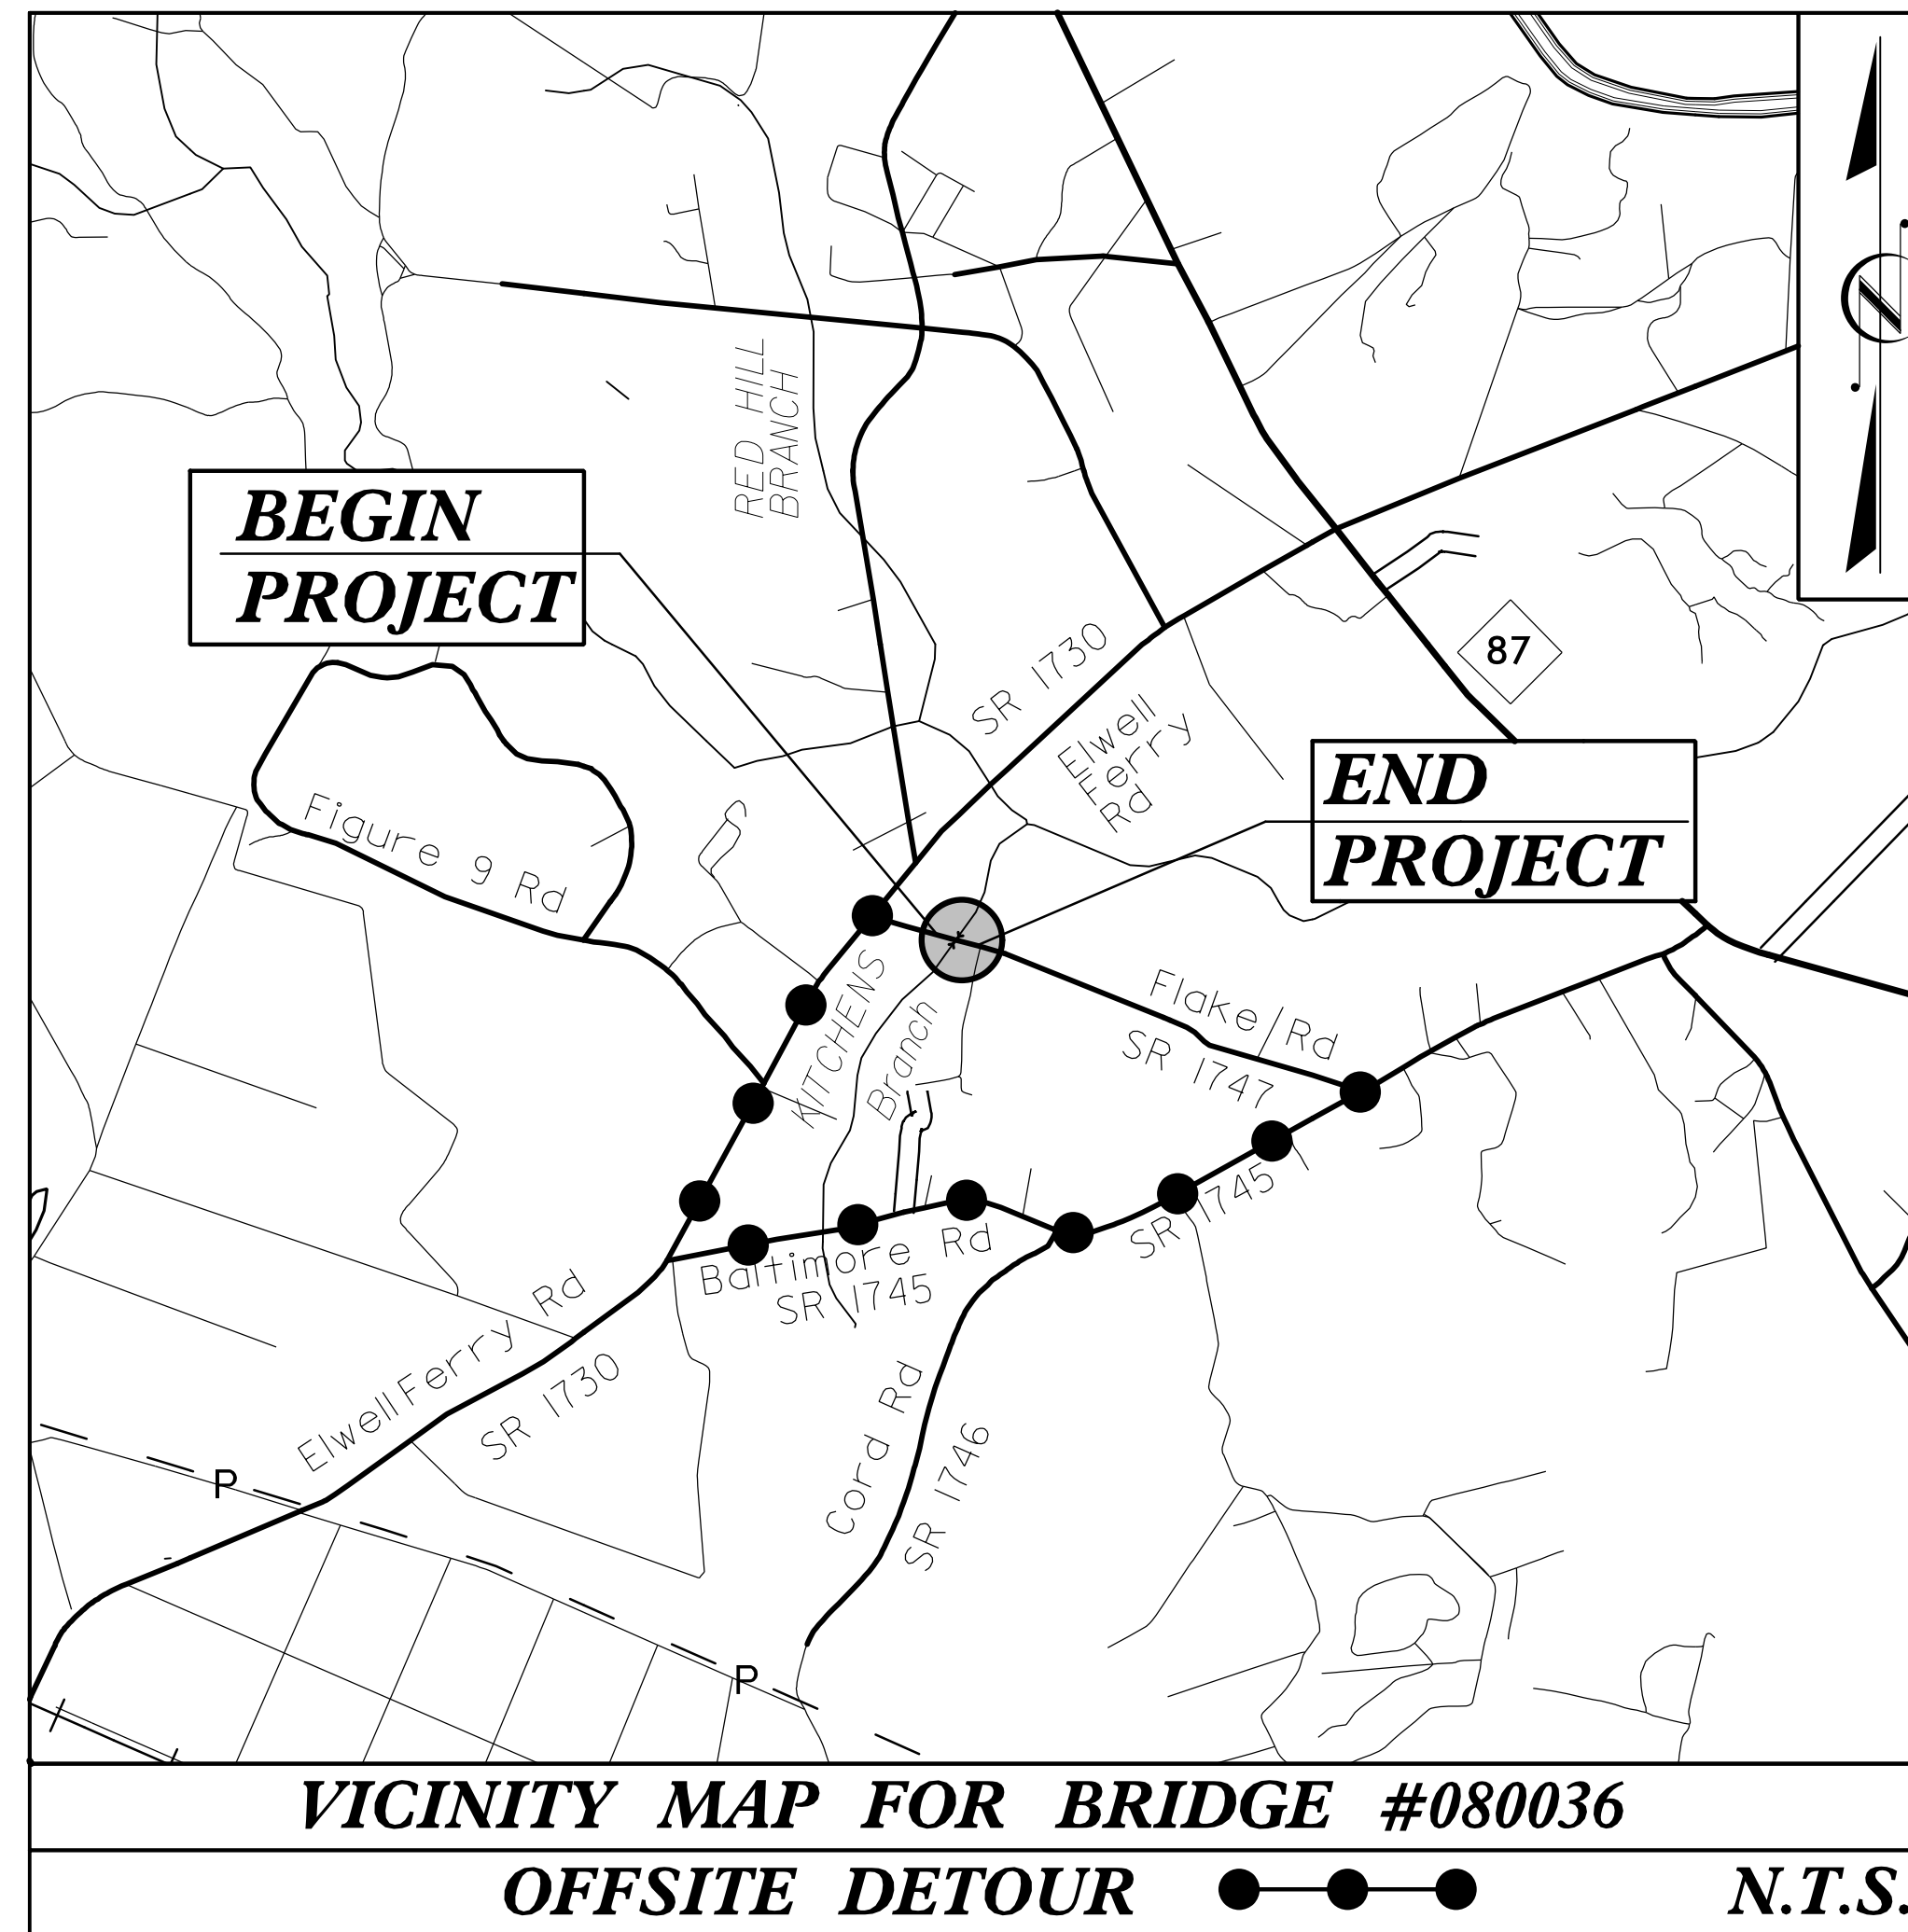 RED HILL
BRANCH
BEGIN
PROJECT
SR 1730
Elwell
Ferry
Rd
87
END
PROJECT
Figure 9 Rd
KITCHENS
Branch
Flake Rd
SR 1747
SR 1745
Baltimore Rd
SR 1745
Elwell Ferry Rd
SR 1730
Cord Rd
SR 1746
P
P
N
VICINITY MAP FOR BRIDGE #080036
OFFSITE DETOUR
N.T.S.